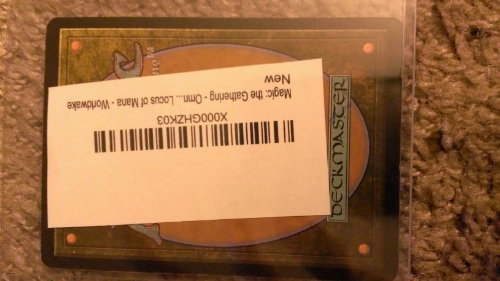 X000GHZK03
Magic: the Gathering - Omn... Locus of Mana - Worldwake
New
DECKMASTER